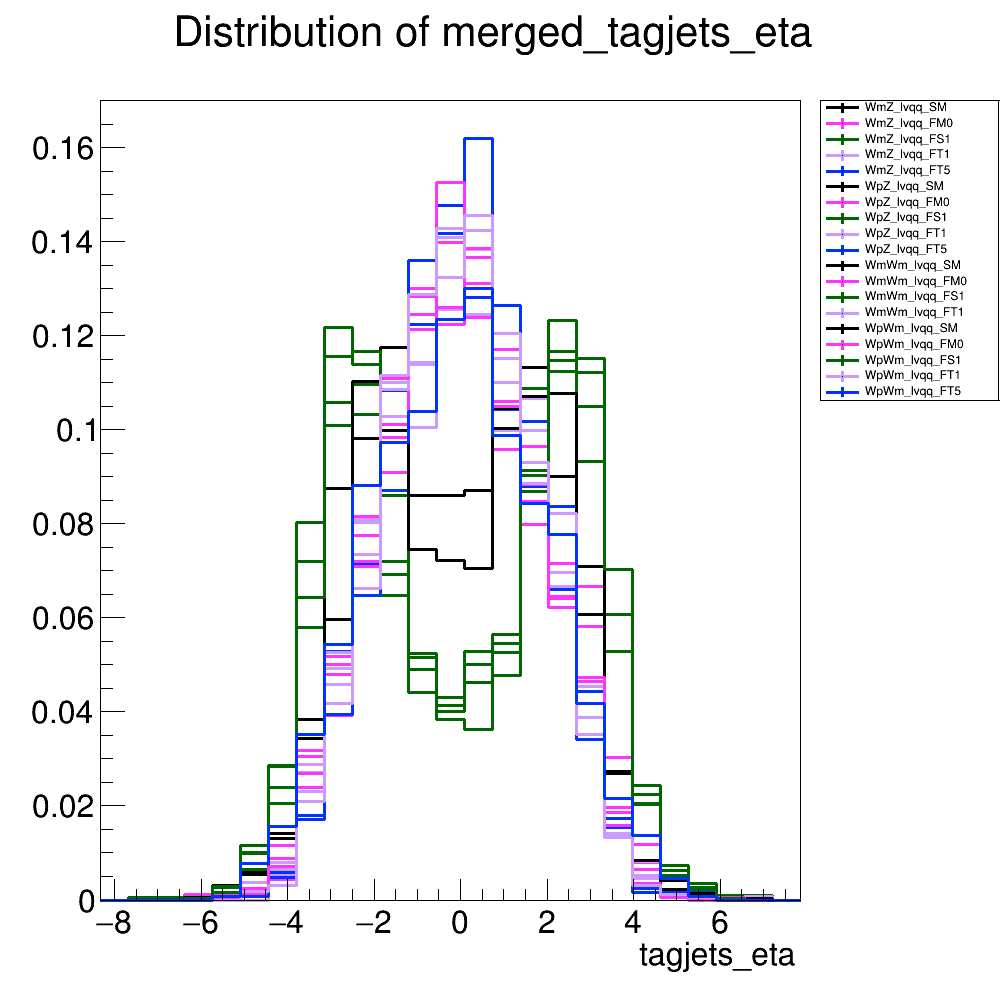 Distribution of merged_tagjets_eta
WmZ_lvqq_SM
WmZ_lvqq_FM0
WmZ_lvqq_FS1
WmZ_lvqq_FT1
WmZ_lvqq_FT5
WpZ_lvqq_SM
WpZ_lvqq_FM0
WpZ_lvqq_FS1
WpZ_lvqq_FT1
WpZ_lvqq_FT5
WmWm_lvqq_SM
WmWm_lvqq_FM0
WmWm_lvqq_FS1
WmWm_lvqq_FT1
WpWm_lvqq_SM
WpWm_lvqq_FM0
WpWm_lvqq_FS1
WpWm_lvqq_FT1
WpWm_lvqq_FT5
0.16
0.14
0.12
0.1
0.08
0.06
0.04
0.02
0
−8 −6 −4 −2 0 2 4 6
tagjets_eta